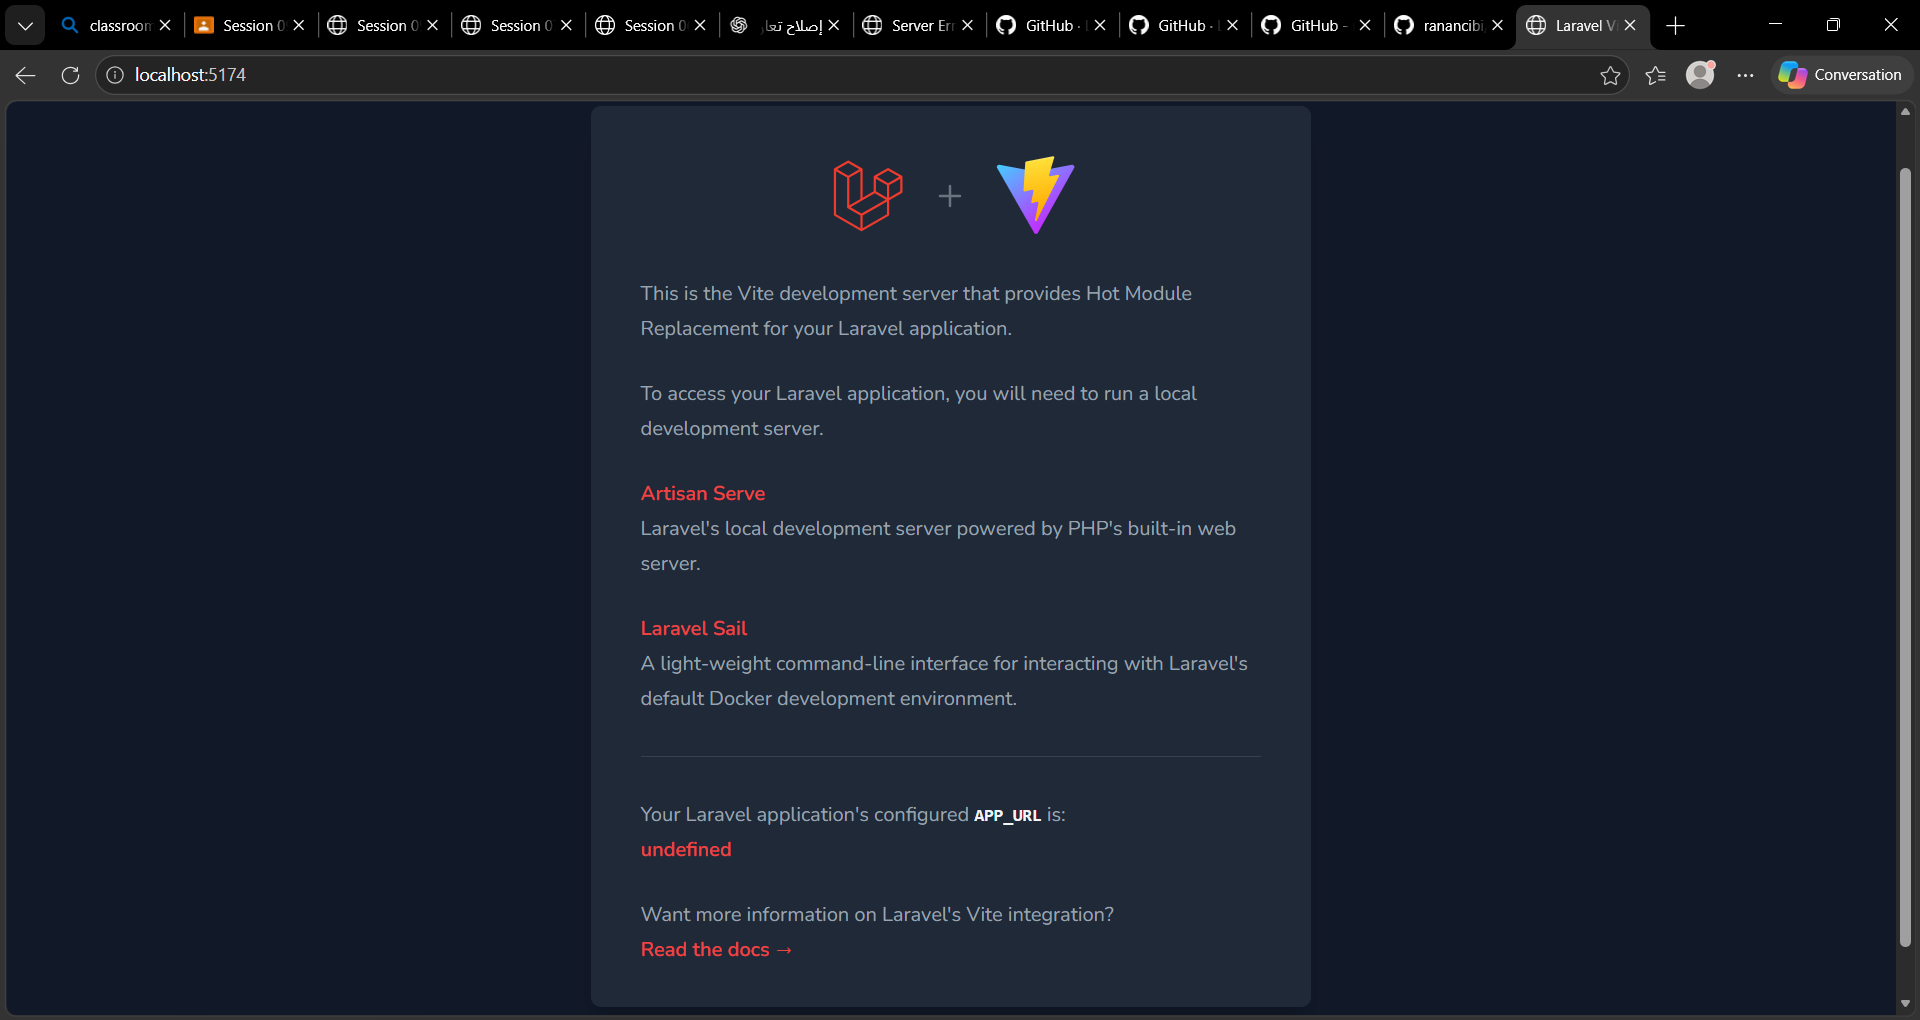 classroom
Session 0
Session 0
Session 0
Session 0
إصلاح تعار
Server Er
GitHub ·
GitHub ·
GitHub -
ranancibi
Laravel Vi
localhost:5174
Conversation
+
This is the Vite development server that provides Hot Module
Replacement for your Laravel application.
To access your Laravel application, you will need to run a local
development server.
Artisan Serve
Laravel's local development server powered by PHP's built-in web
server.
Laravel Sail
A light-weight command-line interface for interacting with Laravel's
default Docker development environment.
Your Laravel application's configured APP_URL is:
undefined
Want more information on Laravel's Vite integration?
Read the docs →